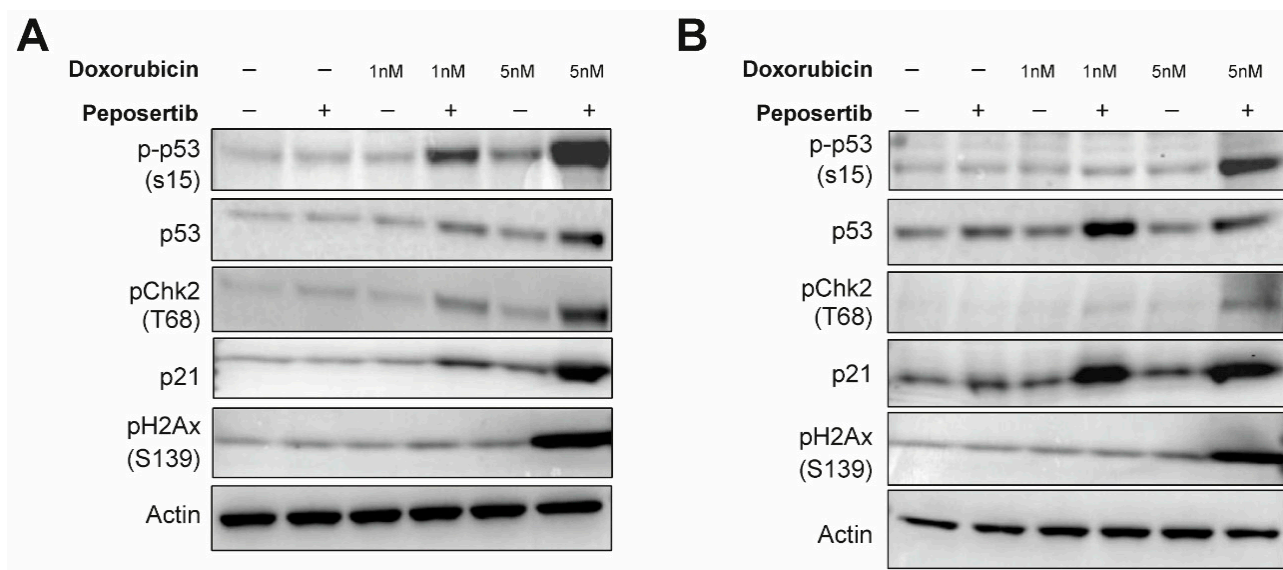 A
Doxorubicin – – 1nM 1nM 5nM 5nM
Peposertib – + – + – +
p-p53
(s15)
p53
pChk2
(T68)
p21
pH2Ax
(S139)
Actin
B
Doxorubicin – – 1nM 1nM 5nM 5nM
Peposertib – + – + – +
p-p53
(s15)
p53
pChk2
(T68)
p21
pH2Ax
(S139)
Actin